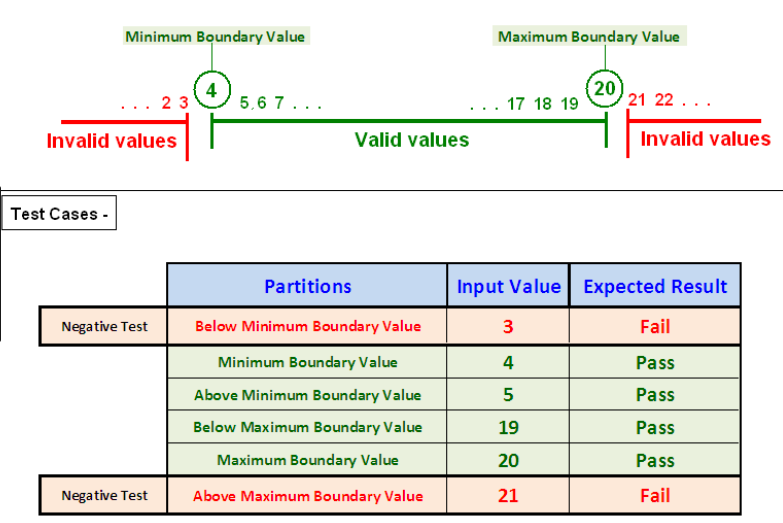 Minimum Boundary Value Maximum Boundary Value
. . . 2 3 4 5,6 7 . . . . . . 17 18 19 20 21 22 . . .
Invalid values Valid values Invalid values
Test Cases -
Partitions Input Value Expected Result
Negative Test Below Minimum Boundary Value 3 Fail
Minimum Boundary Value 4 Pass
Above Minimum Boundary Value 5 Pass
Below Maximum Boundary Value 19 Pass
Maximum Boundary Value 20 Pass
Negative Test Above Maximum Boundary Value 21 Fail